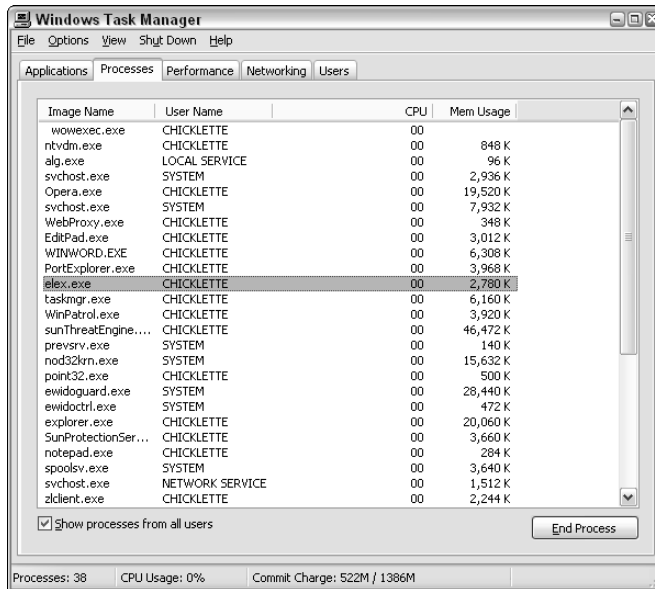 Windows Task Manager
File Options View Shut Down Help
Applications Processes Performance Networking Users
Image Name User Name CPU Mem Usage
wowexec.exe CHICKLETTE 00
ntvdm.exe CHICKLETTE 00 848 K
alg.exe LOCAL SERVICE 00 96 K
svchost.exe SYSTEM 00 2,936 K
Opera.exe CHICKLETTE 00 19,520 K
svchost.exe SYSTEM 00 7,932 K
WebProxy.exe CHICKLETTE 00 348 K
EditPad.exe CHICKLETTE 00 3,012 K
WINWORD.EXE CHICKLETTE 00 6,308 K
PortExplorer.exe CHICKLETTE 00 3,968 K
elex.exe CHICKLETTE 00 2,780 K
taskmgr.exe CHICKLETTE 00 6,160 K
WinPatrol.exe CHICKLETTE 00 3,920 K
sunThreatEngine.... CHICKLETTE 00 46,472 K
prevsrv.exe SYSTEM 00 140 K
nod32krn.exe SYSTEM 00 15,632 K
point32.exe CHICKLETTE 00 500 K
ewidoguard.exe SYSTEM 00 28,440 K
ewidoctrl.exe SYSTEM 00 472 K
explorer.exe CHICKLETTE 00 20,060 K
SunProtectionSer... CHICKLETTE 00 3,660 K
notepad.exe CHICKLETTE 00 284 K
spoolsv.exe SYSTEM 00 3,640 K
svchost.exe NETWORK SERVICE 00 1,512 K
zlclient.exe CHICKLETTE 00 2,244 K
Show processes from all users End Process
Processes: 38 CPU Usage: 0% Commit Charge: 522M / 1386M